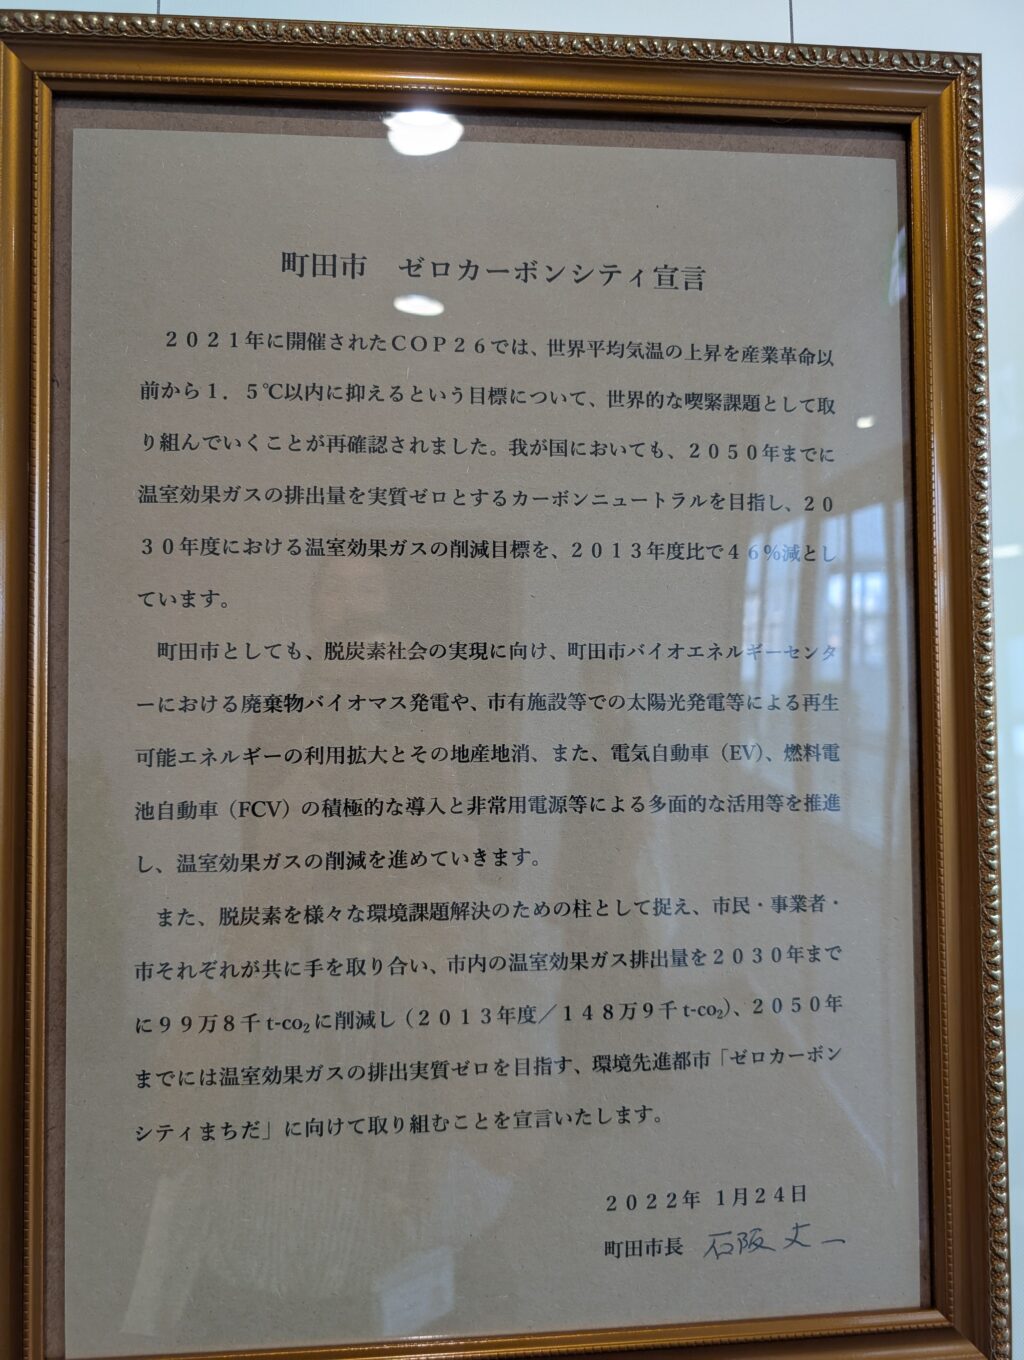 町田市　ゼロカーボンシティ宣言
２０２１年に開催されたＣＯＰ２６では、世界平均気温の上昇を産業革命以
前から１．５℃以内に抑えるという目標について、世界的な喫緊課題として取
り組んでいくことが再確認されました。我が国においても、２０５０年までに
温室効果ガスの排出量を実質ゼロとするカーボンニュートラルを目指し、２０
３０年度における温室効果ガスの削減目標を、２０１３年度比で４６％減とし
ています。
町田市としても、脱炭素社会の実現に向け、町田市バイオエネルギーセンタ
ーにおける廃棄物バイオマス発電や、市有施設等での太陽光発電等による再生
可能エネルギーの利用拡大とその地産地消、また、電気自動車（EV）、燃料電
池自動車（FCV）の積極的な導入と非常用電源等による多面的な活用等を推進
し、温室効果ガスの削減を進めていきます。
また、脱炭素を様々な環境課題解決のための柱として捉え、市民・事業者・
市それぞれが共に手を取り合い、市内の温室効果ガス排出量を２０３０年まで
に９９万８千t-co₂に削減し（２０１３年度／１４８万９千t-co₂）、２０５０年
までには温室効果ガスの排出実質ゼロを目指す、環境先進都市「ゼロカーボン
シティまちだ」に向けて取り組むことを宣言いたします。
２０２２年 １月２４日
町田市長　石阪丈一